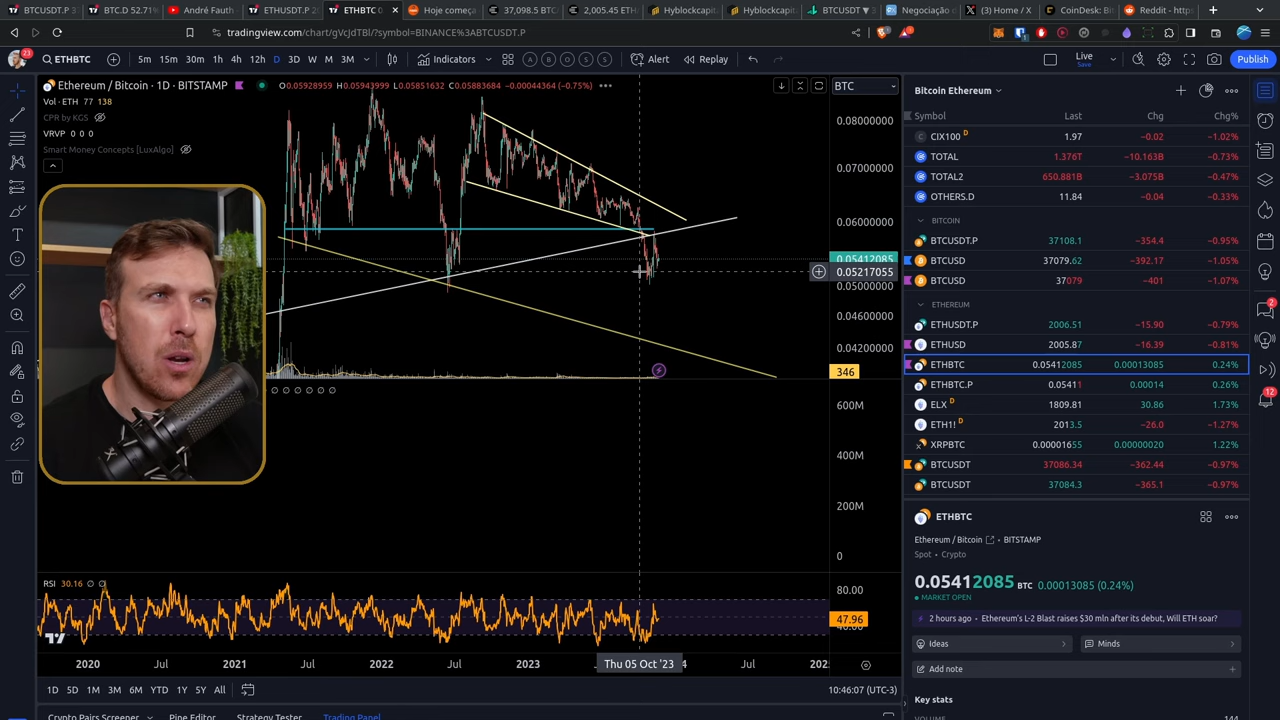 BTCUSDT.P 37
BTC.D 52.71%
André Fauth -
ETHUSDT.P 20
ETHBTC 0
Hoje começa
37,098.5 BTC/
2,005.45 ETH
Hyblockcapita
Hyblockcapita
BTCUSDT ▼ 3
Negociação d
(3) Home / X
CoinDesk: Bit
Reddit - https
tradingview.com/chart/gVcJdTBl/?symbol=BINANCE%3ABTCUSDT.P
23
ETHBTC
5m 15m 30m 1h 4h 12h D 3D W M 3M
Indicators
A B O S S
Alert
Replay
Live
Save
Publish
Ethereum / Bitcoin · 1D · BITSTAMP
O0.05928959 H0.05943999 L0.05851632 C0.05883684 −0.00044364 (−0.75%)
Vol · ETH 77 138
CPR by KGS
VRVP 0 0 0
Smart Money Concepts [LuxAlgo]
BTC
0.08000000
0.07000000
0.06000000
0.05412085
0.05217055
0.05000000
0.04600000
0.04200000
346
600M
400M
200M
0
RSI 30.16
80.00
47.96
2020 2021 Jul 2022 Jul 2023 Thu 05 Oct '23 Jul
1D 5D 1M 3M 6M YTD 1Y 5Y All
10:46:07 (UTC-3)
Crypto Pairs Screener Pine Editor Strategy Tester Trading Panel
Bitcoin Ethereum
Symbol Last Chg Chg%
CIX100 D 1.97 −0.02 −1.02%
TOTAL 1.376T −10.163B −0.73%
TOTAL2 650.881B −3.075B −0.47%
OTHERS.D 11.84 −0.04 −0.33%
BITCOIN
BTCUSDT.P 37108.1 −354.4 −0.95%
BTCUSD 37079.62 −392.17 −1.05%
BTCUSD 37079 −401 −1.07%
ETHEREUM
ETHUSDT.P 2006.51 −15.90 −0.79%
ETHUSD 2005.87 −16.39 −0.81%
ETHBTC 0.05412085 0.00013085 0.24%
ETHBTC.P 0.05411 0.00014 0.26%
ELX D 1809.81 30.86 1.73%
ETH1! D 2013.5 −26.0 −1.27%
XRPBTC 0.00001655 0.00000020 1.22%
BTCUSDT 37086.34 −362.44 −0.97%
BTCUSDT 37084.3 −365.1 −0.97%
ETHBTC
Ethereum / Bitcoin • BITSTAMP
Spot • Crypto
0.05412085 BTC 0.00013085 (0.24%)
MARKET OPEN
2 hours ago • Ethereum's L-2 Blast raises $30 mln after its debut, Will ETH soar?
Ideas
Minds
Add note
Key stats
VOLUME
2
12